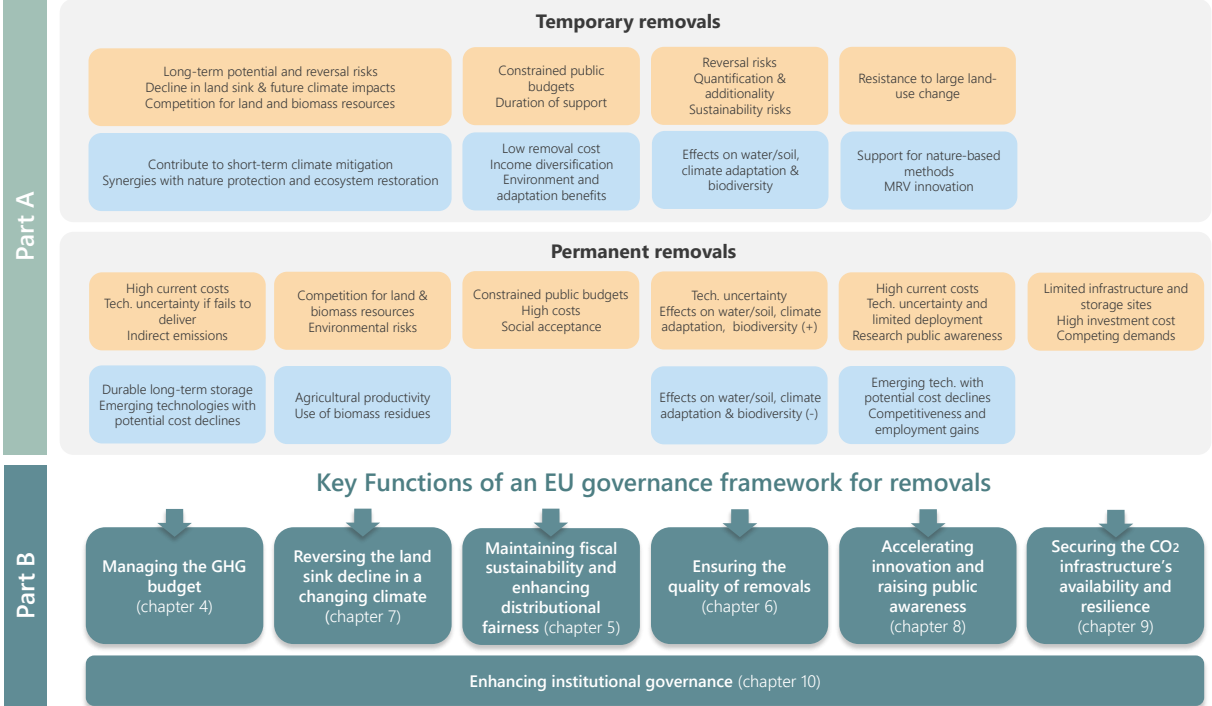 Part A
Temporary removals
Long-term potential and reversal risks
Decline in land sink & future climate impacts
Competition for land and biomass resources
Constrained public
budgets
Duration of support
Reversal risks
Quantification &
additionality
Sustainability risks
Resistance to large land-
use change
Contribute to short-term climate mitigation
Synergies with nature protection and ecosystem restoration
Low removal cost
Income diversification
Environment and
adaptation benefits
Effects on water/soil,
climate adaptation &
biodiversity
Support for nature-based
methods
MRV innovation
Permanent removals
High current costs
Tech. uncertainty if fails to
deliver
Indirect emissions
Competition for land &
biomass resources
Environmental risks
Constrained public budgets
High costs
Social acceptance
Tech. uncertainty
Effects on water/soil, climate
adaptation, biodiversity (+)
High current costs
Tech. uncertainty and
limited deployment
Research public awareness
Limited infrastructure and
storage sites
High investment cost
Competing demands
Durable long-term storage
Emerging technologies with
potential cost declines
Agricultural productivity
Use of biomass residues
Effects on water/soil, climate
adaptation & biodiversity (-)
Emerging tech. with
potential cost declines
Competitiveness and
employment gains
Part B
Key Functions of an EU governance framework for removals
Managing the GHG
budget
(chapter 4)
Reversing the land
sink decline in a
changing climate
(chapter 7)
Maintaining fiscal
sustainability and
enhancing
distributional
fairness (chapter 5)
Ensuring the
quality of removals
(chapter 6)
Accelerating
innovation and
raising public
awareness
(chapter 8)
Securing the CO2
infrastructure's
availability and
resilience
(chapter 9)
Enhancing institutional governance (chapter 10)